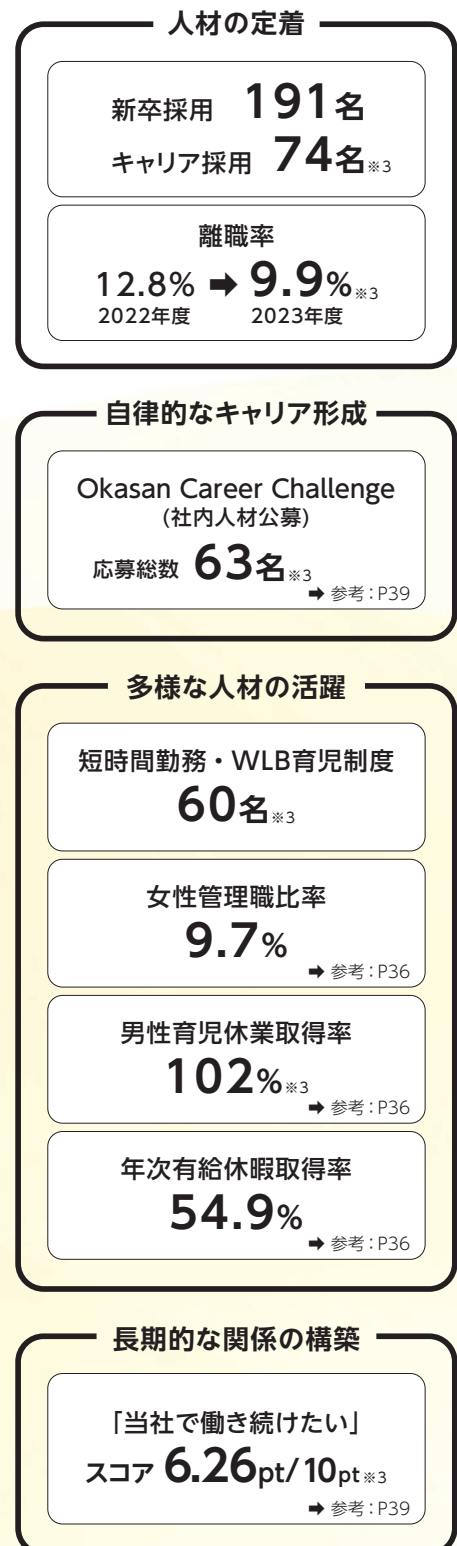 人材の定着
新卒採用 191名
キャリア採用 74名※3
離職率
12.8% ➡ 9.9%※3
2022年度 2023年度
自律的なキャリア形成
Okasan Career Challenge
(社内人材公募)
応募総数 63名※3
➡ 参考：P39
多様な人材の活躍
短時間勤務・WLB育児制度
60名※3
女性管理職比率
9.7%
➡ 参考：P36
男性育児休業取得率
102%※3
➡ 参考：P36
年次有給休暇取得率
54.9%
➡ 参考：P36
長期的な関係の構築
「当社で働き続けたい」
スコア 6.26pt/10pt※3
➡ 参考：P39